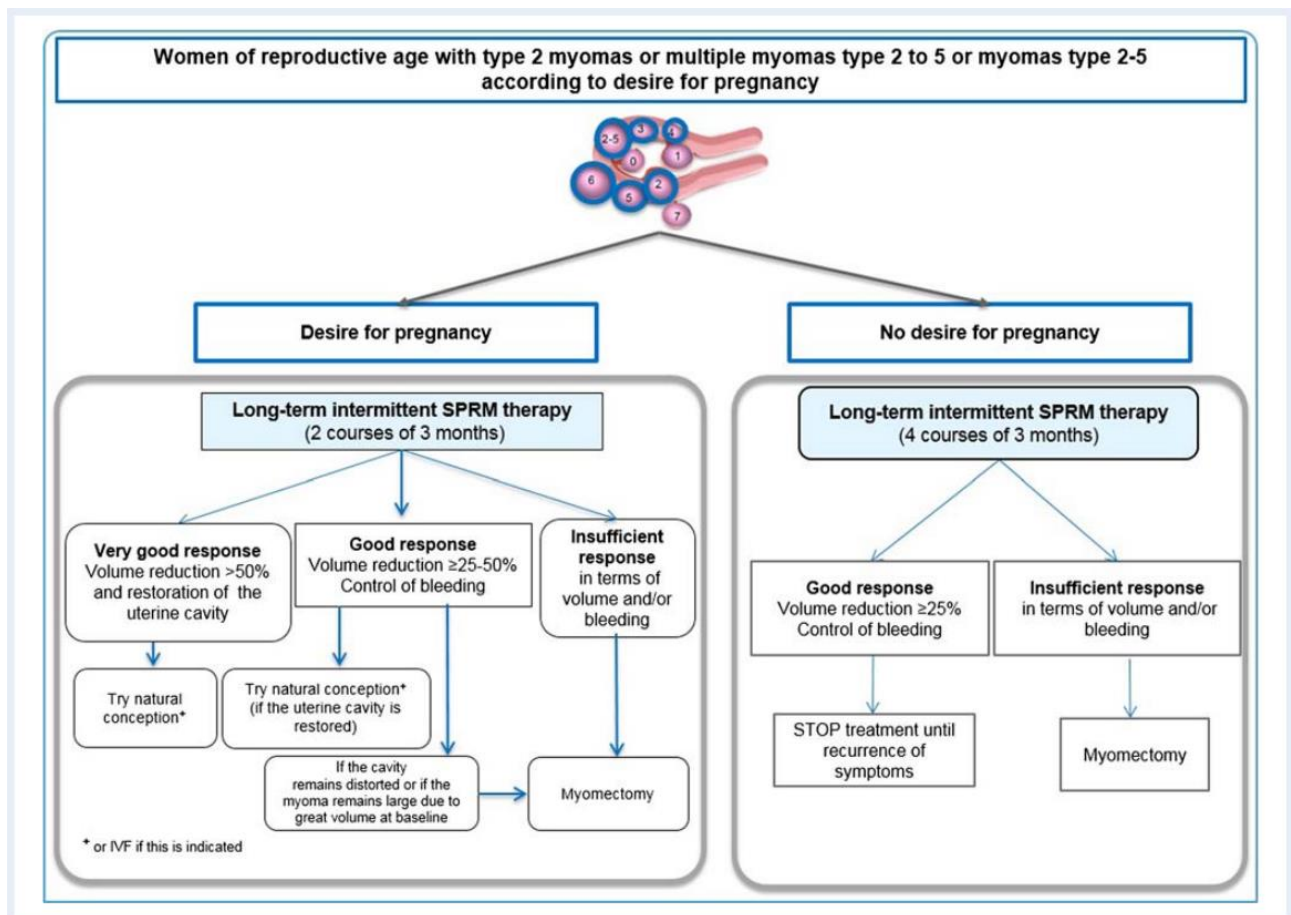 Women of reproductive age with type 2 myomas or multiple myomas type 2 to 5 or myomas type 2-5
according to desire for pregnancy
2-5
3
4
0
1
6
5
2
7
Desire for pregnancy
No desire for pregnancy
Long-term intermittent SPRM therapy
(2 courses of 3 months)
Very good response
Volume reduction >50%
and restoration of the
uterine cavity
Good response
Volume reduction ≥25-50%
Control of bleeding
Insufficient
response
in terms of
volume and/or
bleeding
Try natural
conception⁺
Try natural conception⁺
(if the uterine cavity is
restored)
If the cavity
remains distorted or if the
myoma remains large due to
great volume at baseline
Myomectomy
⁺ or IVF if this is indicated
Long-term intermittent SPRM therapy
(4 courses of 3 months)
Good response
Volume reduction ≥25%
Control of bleeding
Insufficient response
in terms of volume and/or
bleeding
STOP treatment until
recurrence of
symptoms
Myomectomy